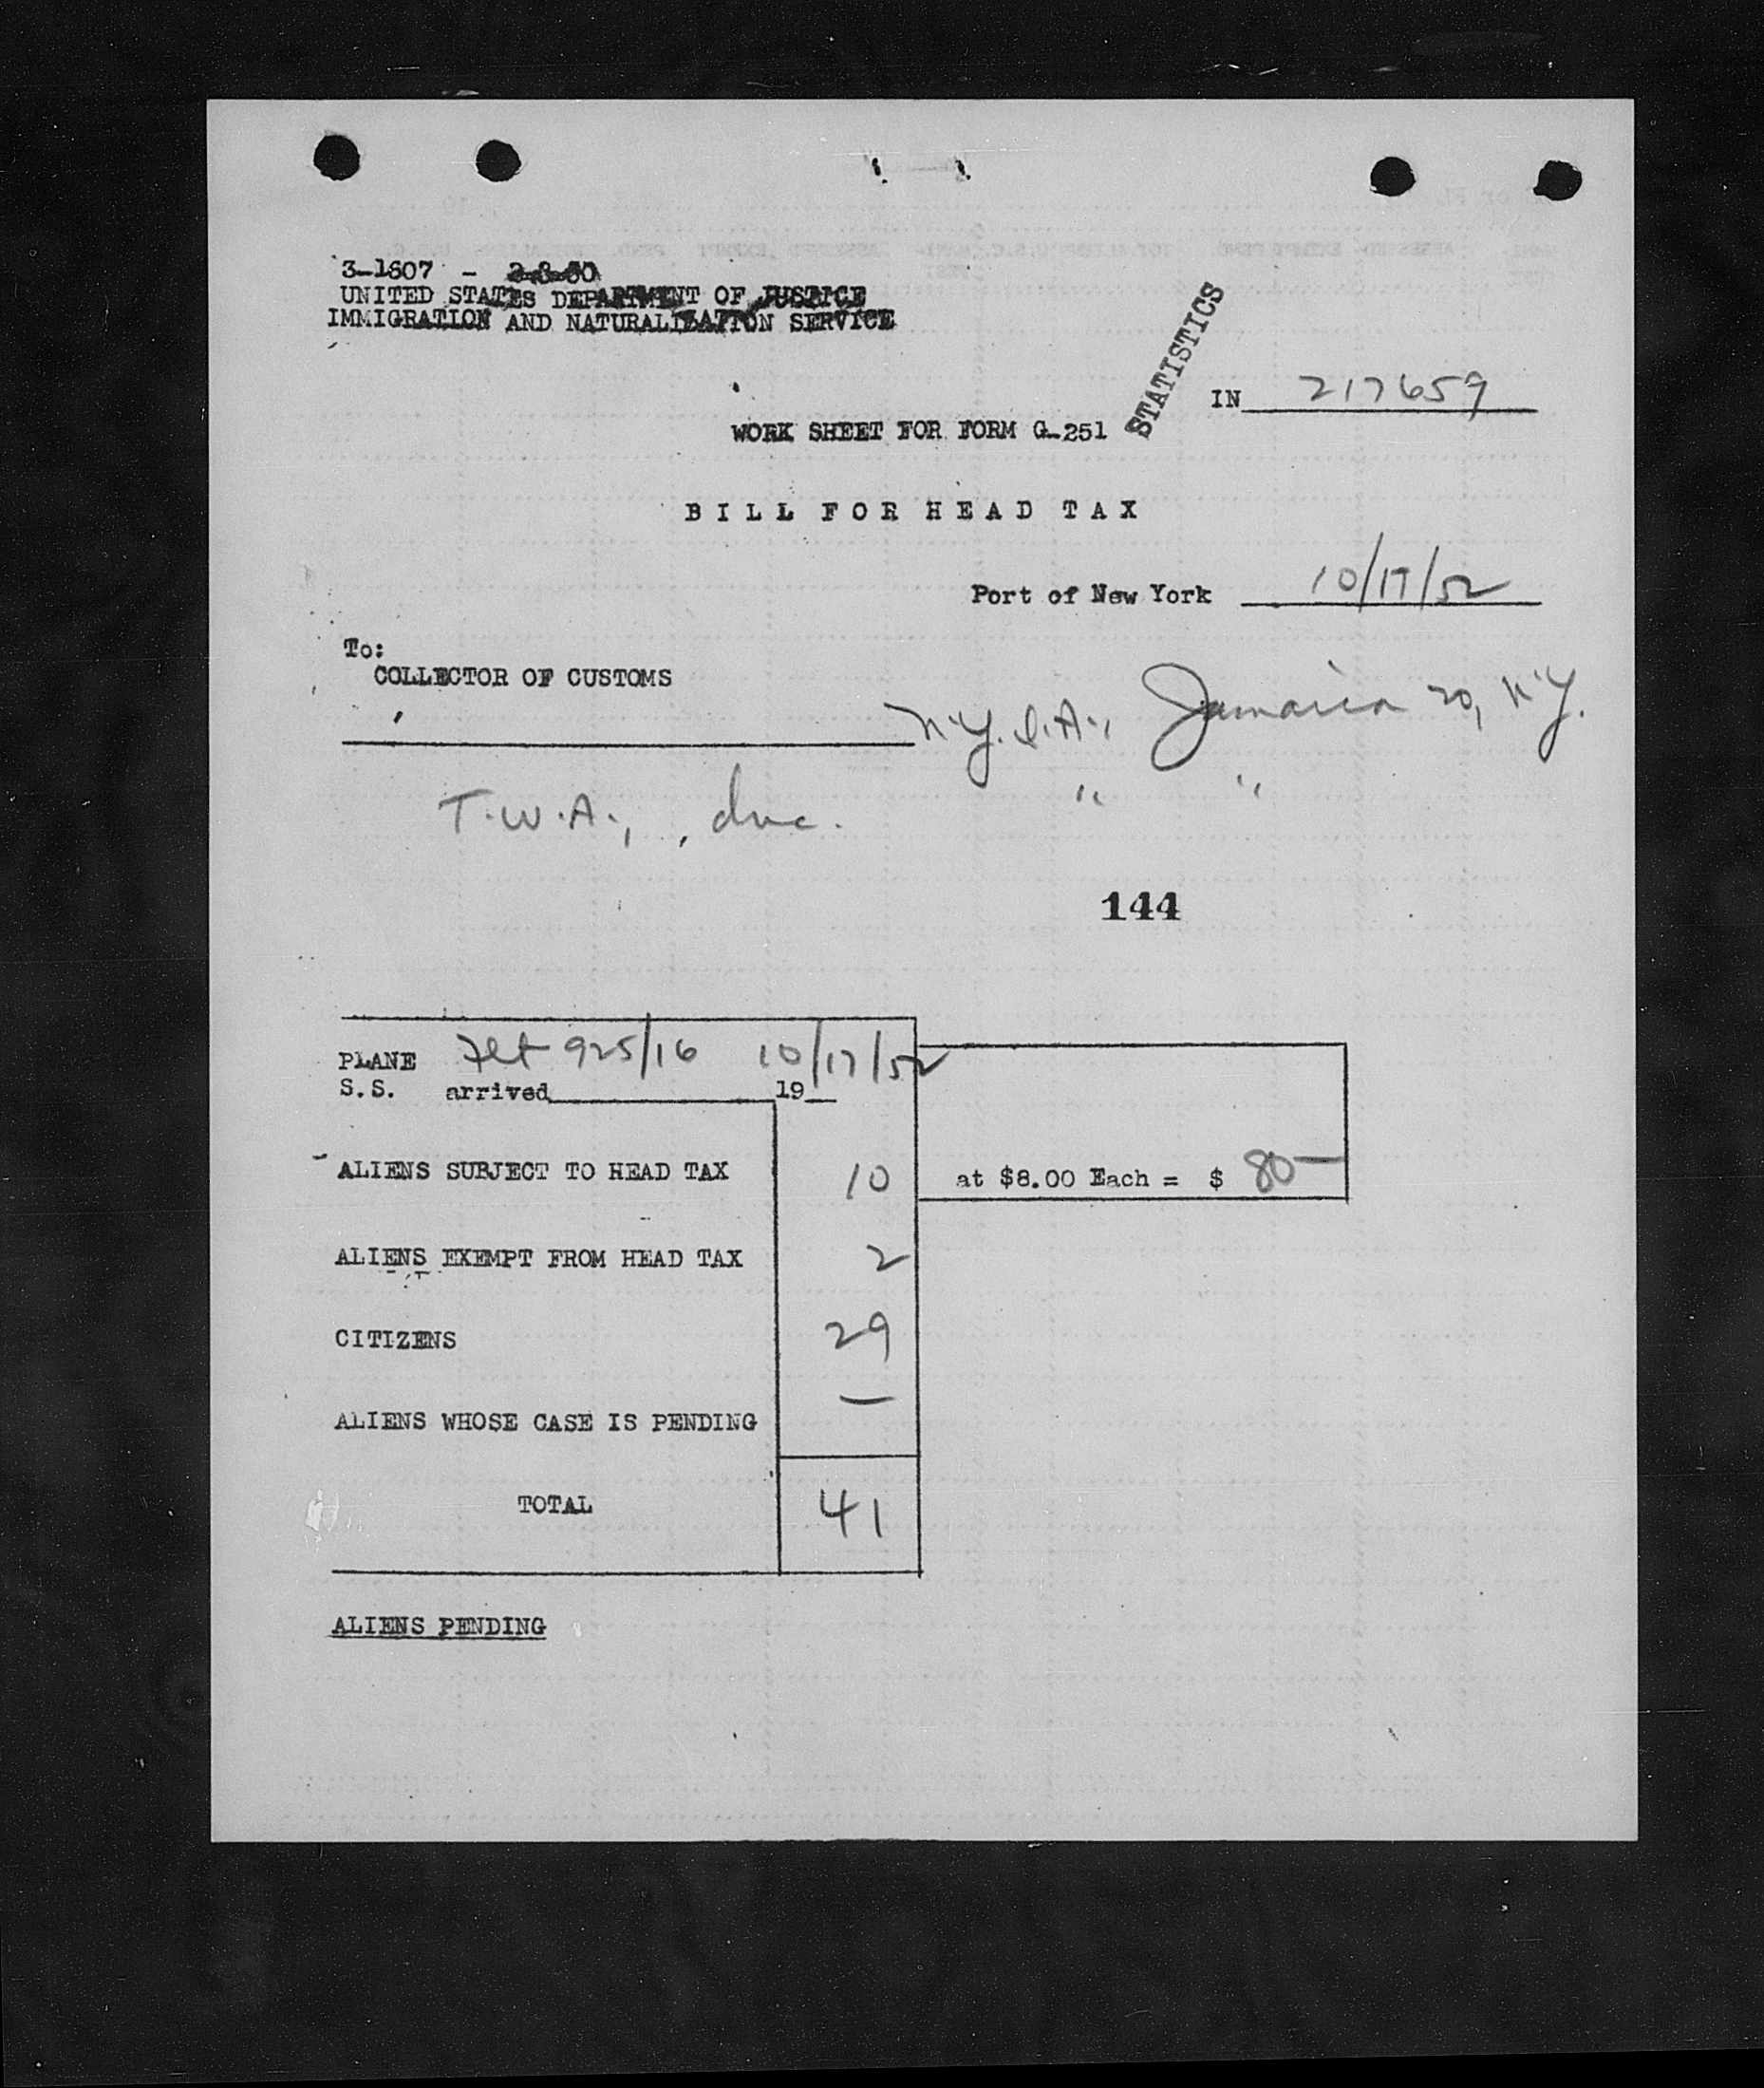 3-1607 - 2-8-50
UNITED STATES DEPARTMENT OF JUSTICE
IMMIGRATION AND NATURALIZATION SERVICE
STATISTICS
IN 217659
WORK SHEET FOR FORM G-251
BILL FOR HEAD TAX
Port of New York 10/17/52
To:
COLLECTOR OF CUSTOMS
N.Y.I.A., Jamaica 20, N.Y.
T.W.A., , Inc. " "
144
PLANE Flt 925/16 10/17/52
S.S. arrived 19
ALIENS SUBJECT TO HEAD TAX 10 at $8.00 Each = $ 80—
ALIENS EXEMPT FROM HEAD TAX 2
CITIZENS 29
ALIENS WHOSE CASE IS PENDING —
TOTAL 41
ALIENS PENDING